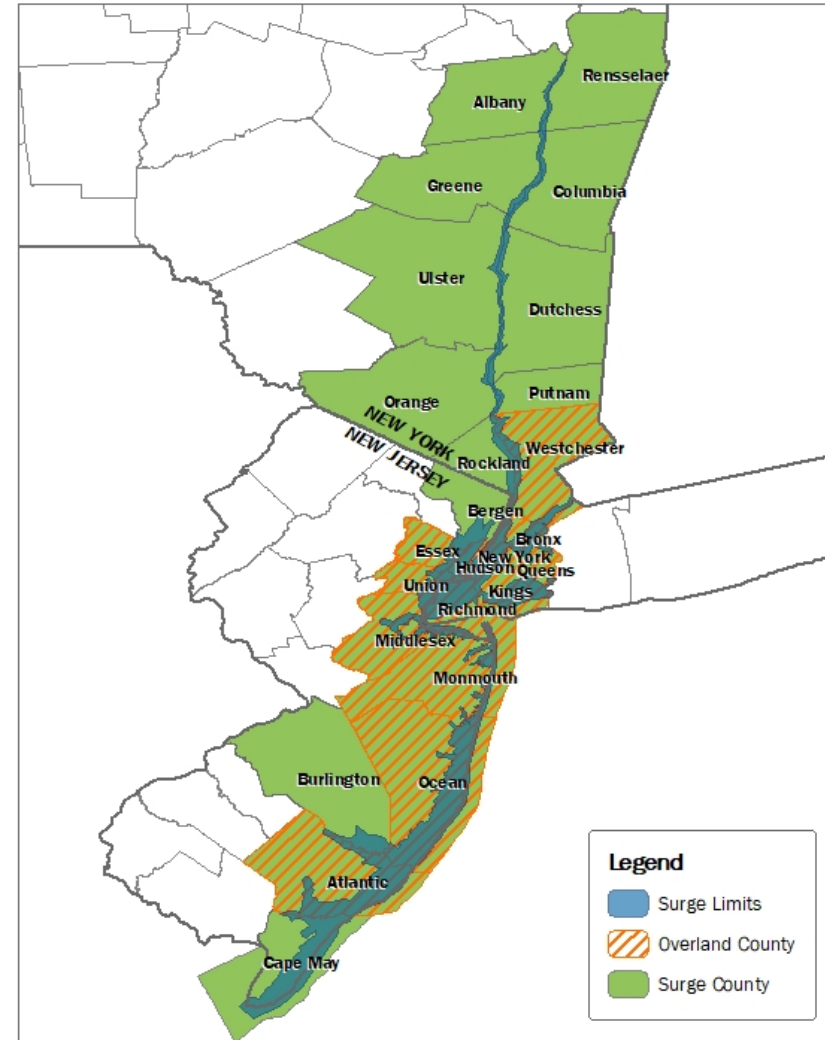 Rensselaer
Albany
Greene
Columbia
Ulster
Dutchess
Putnam
Orange
NEW YORK
NEW JERSEY
Westchester
Rockland
Bergen
Bronx
Essex
New York
Hudson
Queens
Union
Kings
Richmond
Middlesex
Monmouth
Burlington
Ocean
Atlantic
Cape May
Legend
Surge Limits
Overland County
Surge County